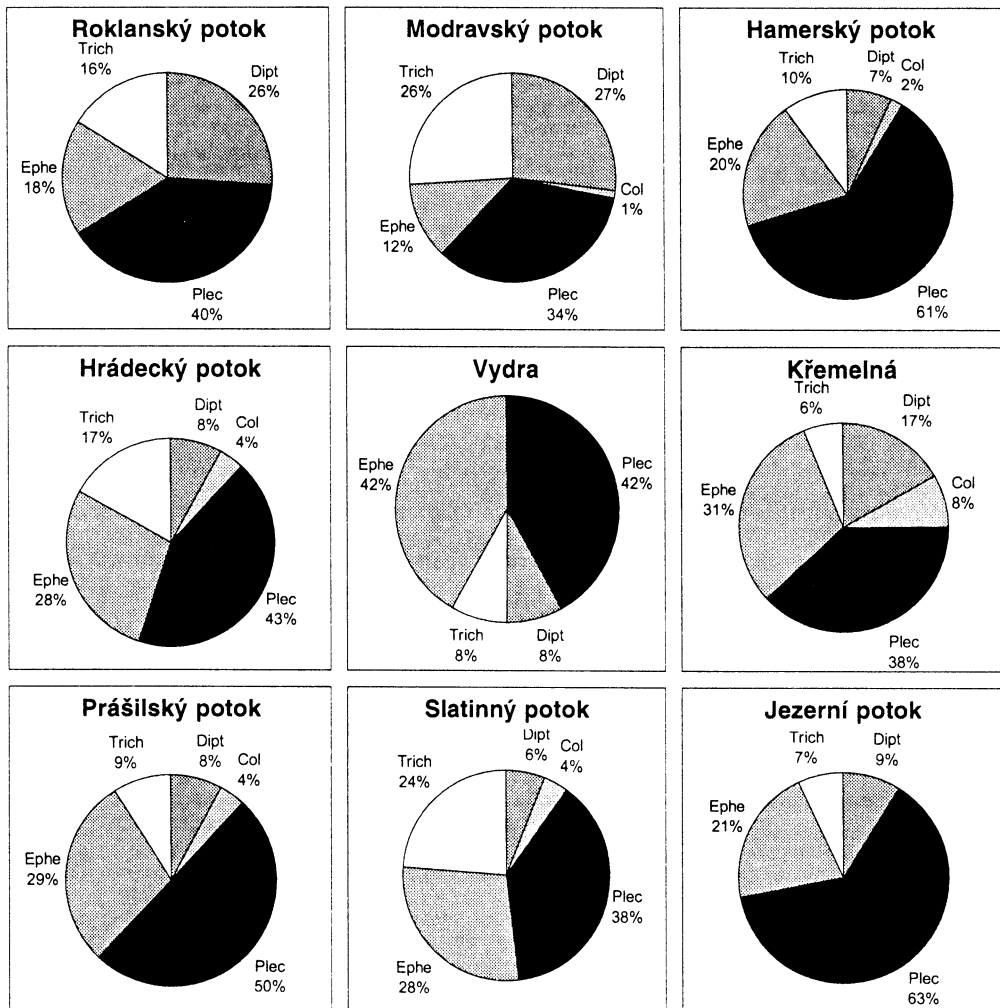 Roklanský potok
Trich
16%
Dipt
26%
Ephe
18%
Plec
40%
Modravský potok
Trich
26%
Dipt
27%
Col
1%
Ephe
12%
Plec
34%
Hamerský potok
Trich
10%
Dipt
7%
Col
2%
Ephe
20%
Plec
61%
Hrádecký potok
Trich
17%
Dipt
8%
Col
4%
Ephe
28%
Plec
43%
Vydra
Ephe
42%
Plec
42%
Trich
8%
Dipt
8%
Křemelná
Trich
6%
Dipt
17%
Col
8%
Ephe
31%
Plec
38%
Prášilský potok
Trich
9%
Dipt
8%
Col
4%
Ephe
29%
Plec
50%
Slatinný potok
Trich
24%
Dipt
6%
Col
4%
Plec
38%
Ephe
28%
Jezerní potok
Trich
7%
Dipt
9%
Ephe
21%
Plec
63%